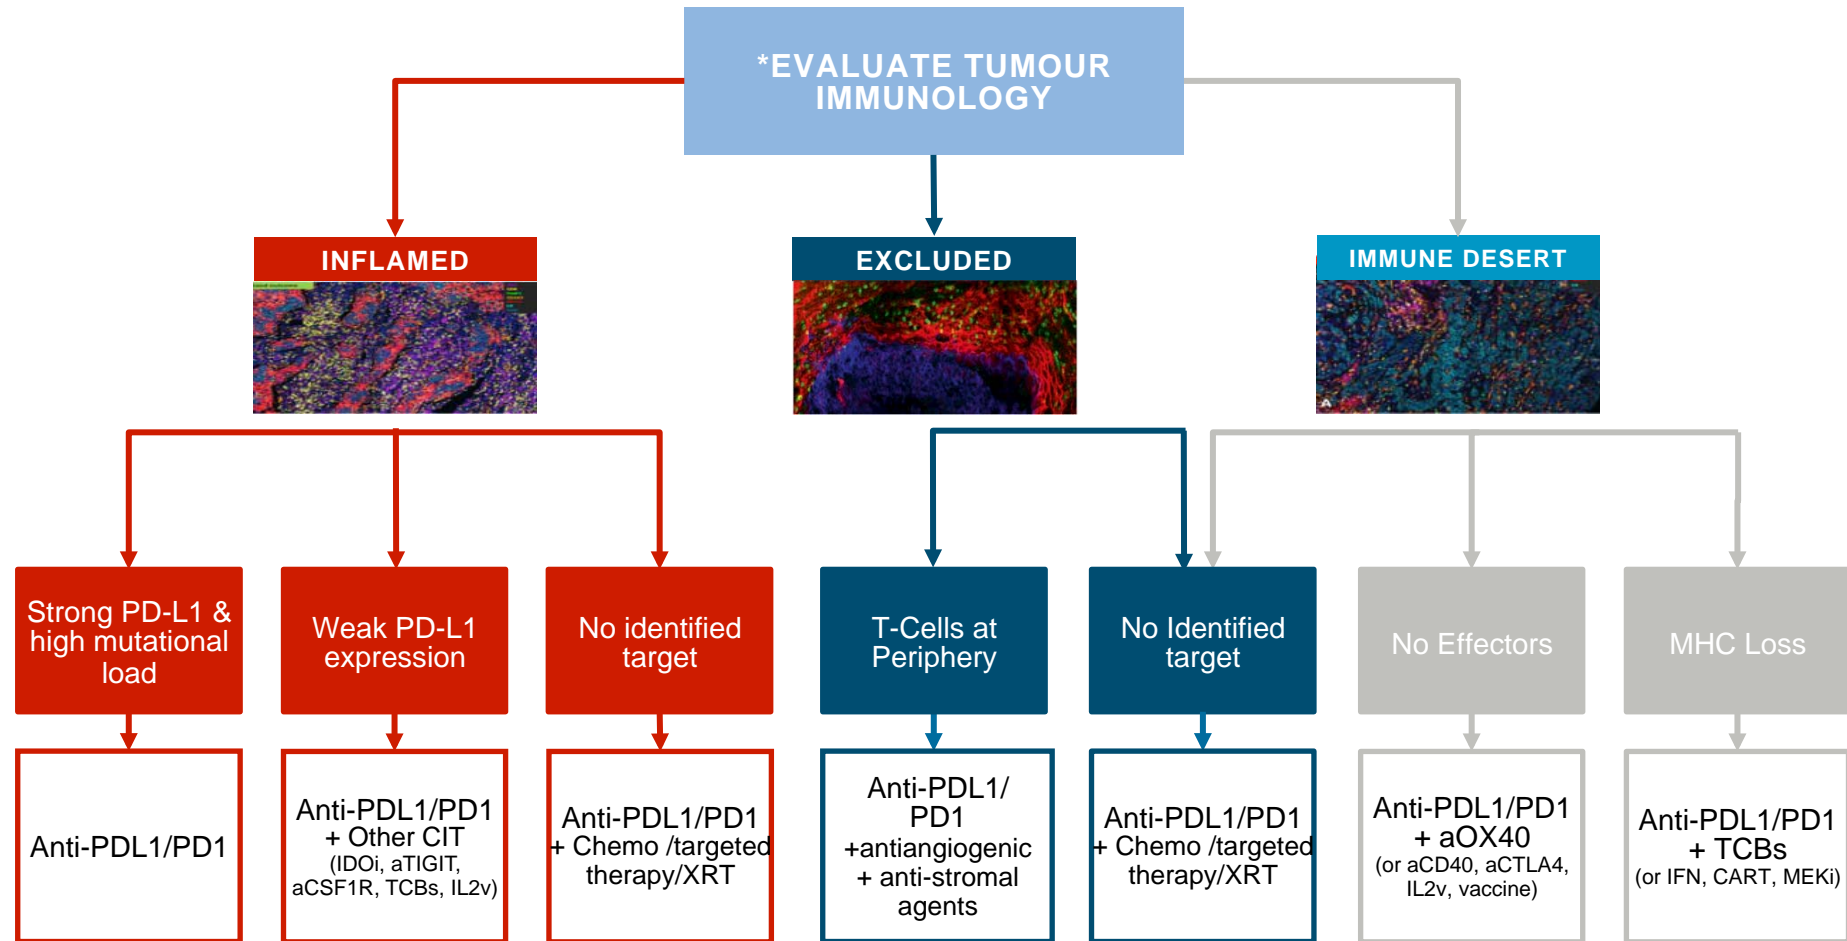 *EVALUATE TUMOUR
IMMUNOLOGY
INFLAMED
EXCLUDED
IMMUNE DESERT
A
Strong PD-L1 &
high mutational
load
Weak PD-L1
expression
No identified
target
T-Cells at
Periphery
No Identified
target
No Effectors
MHC Loss
Anti-PDL1/PD1
Anti-PDL1/PD1
+ Other CIT
(IDOi, aTIGIT,
aCSF1R, TCBs, IL2v)
Anti-PDL1/PD1
+ Chemo /targeted
therapy/XRT
Anti-PDL1/
PD1
+antiangiogenic
+ anti-stromal
agents
Anti-PDL1/PD1
+ Chemo /targeted
therapy/XRT
Anti-PDL1/PD1
+ aOX40
(or aCD40, aCTLA4,
IL2v, vaccine)
Anti-PDL1/PD1
+ TCBs
(or IFN, CART, MEKi)